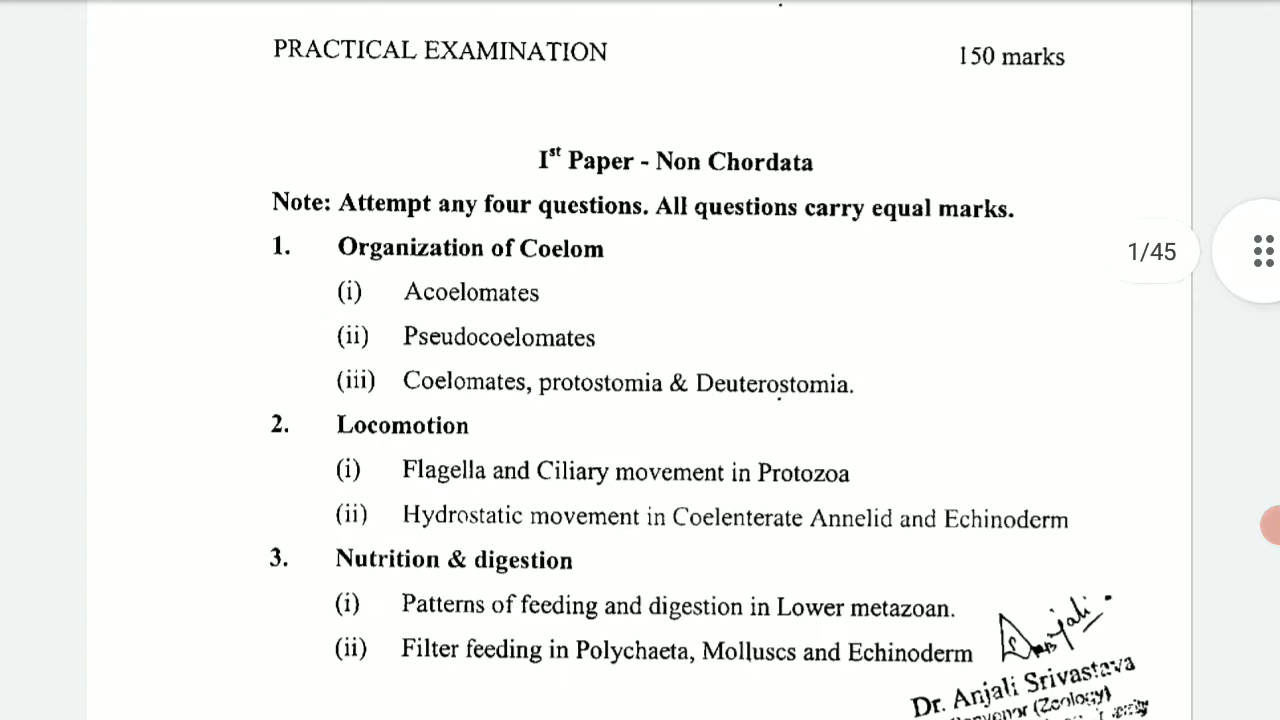 PRACTICAL EXAMINATION 150 marks
Iˢᵗ Paper - Non Chordata
Note: Attempt any four questions. All questions carry equal marks.
1. Organization of Coelom
(i) Acoelomates
(ii) Pseudocoelomates
(iii) Coelomates, protostomia & Deuterostomia.
1/45
2. Locomotion
(i) Flagella and Ciliary movement in Protozoa
(ii) Hydrostatic movement in Coelenterate Annelid and Echinoderm
3. Nutrition & digestion
(i) Patterns of feeding and digestion in Lower metazoan.
(ii) Filter feeding in Polychaeta, Molluscs and Echinoderm
Anjali
Dr. Anjali Srivastava
(Zoology)